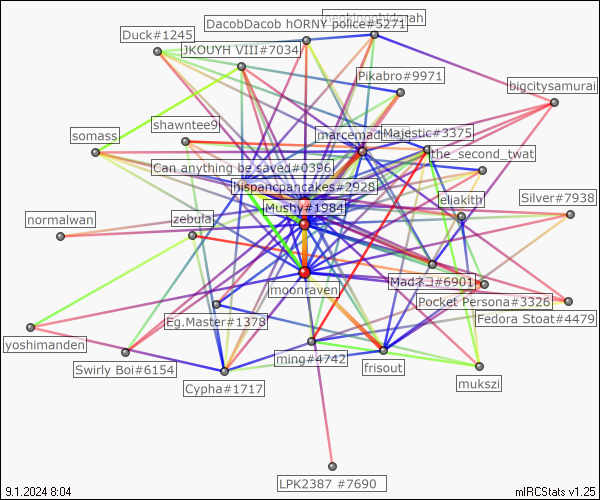 DacobDacob hORNY police#5271
Duck#1245
JKOUYH VIII#7034
Pikabro#9971
bigcitysamurai
shawntee9
somass
Majestic#3375
the_second_twat
Can anything be saved#0396
hispancpancakes#2928
eliakith
Silver#7938
Mushy#1984
normalwan
zebula
moonraven
Madネコ#6901
Pocket Persona#3326
Fedora Stoat#4479
Eg.Master#1378
yoshimanden
Swirly Boi#6154
ming#4742
frisout
Cypha#1717
mukszi
LPK2387 #7690
9.1.2024 8:04
mIRCStats v1.25